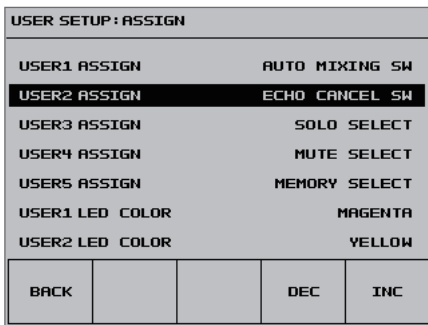 USER SETUP:ASSIGN
USER1 ASSIGN AUTO MIXING SW
USER2 ASSIGN ECHO CANCEL SW
USER3 ASSIGN SOLO SELECT
USER4 ASSIGN MUTE SELECT
USER5 ASSIGN MEMORY SELECT
USER1 LED COLOR MAGENTA
USER2 LED COLOR YELLOW
BACK DEC INC